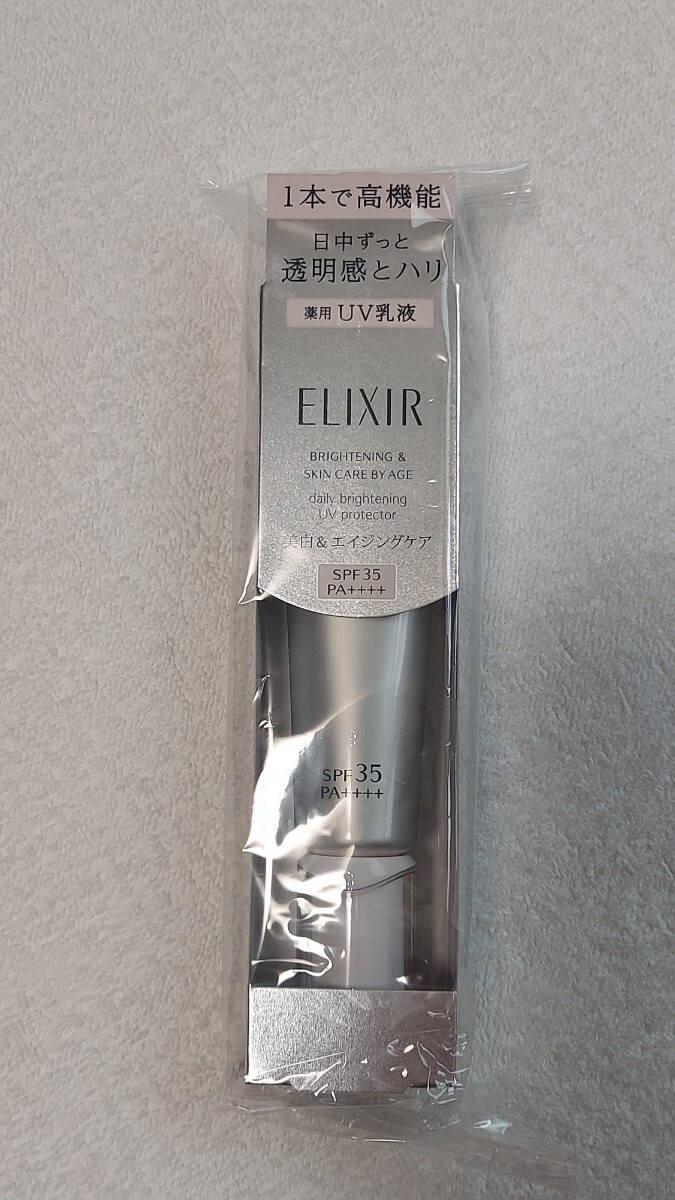 1本で高機能
日中ずっと
透明感とハリ
薬用 UV乳液
ELIXIR
BRIGHTENING &
SKIN CARE BY AGE
daily brightening
UV protector
美白&エイジングケア
SPF35
PA++++
SPF35
PA++++